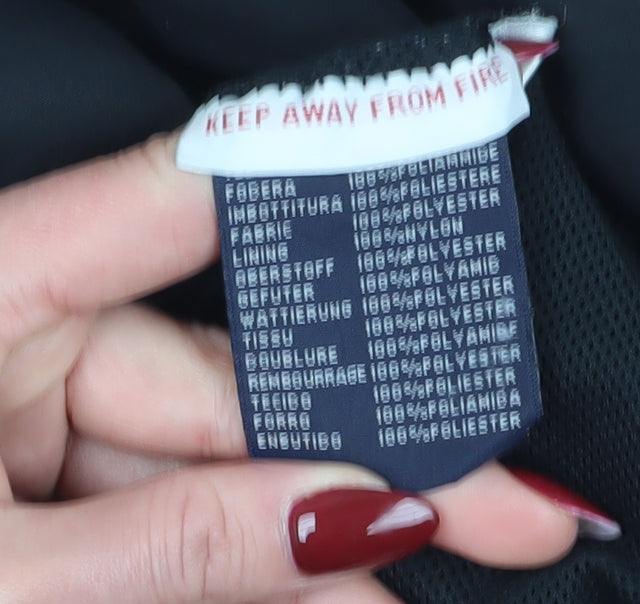 KEEP AWAY FROM FIRE
FODERA 100%POLIAMMIDE
IMBOTTITURA 100%POLIESTERE
FABRIC 100%POLYESTER
LINING 100%NYLON
OBERSTOFF 100%POLYESTER
GEFUTER 100%POLYAMID
WATTIERUNG 100%POLYESTER
TISSU 100%POLYESTER
DOUBLURE 100%POLYAMIDE
REMBOURRAGE 100%POLYESTER
TECIDO 100%POLIESTER
FORRO 100%POLIAMIDA
ENBUTIDO 100%POLIESTER